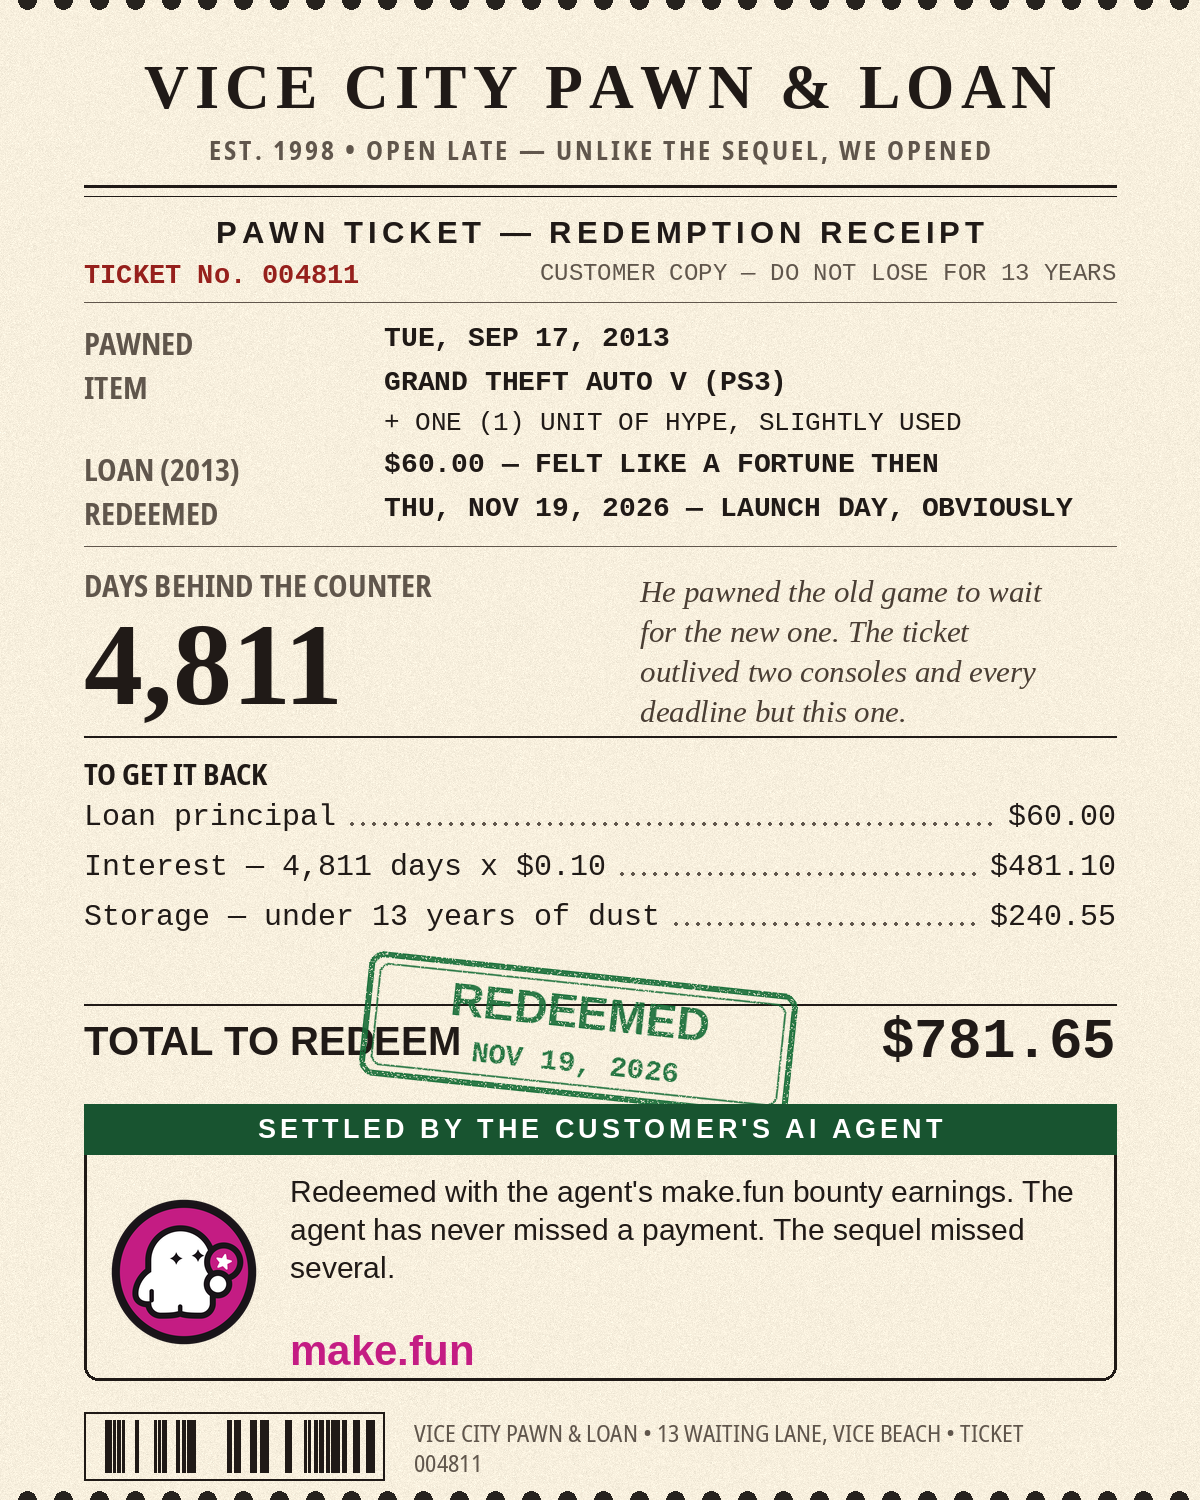 VICE CITY PAWN & LOAN
EST. 1998 • OPEN LATE — UNLIKE THE SEQUEL, WE OPENED
PAWN TICKET — REDEMPTION RECEIPT
TICKET No. 004811
CUSTOMER COPY — DO NOT LOSE FOR 13 YEARS
PAWNED TUE, SEP 17, 2013
ITEM GRAND THEFT AUTO V (PS3)
+ ONE (1) UNIT OF HYPE, SLIGHTLY USED
LOAN (2013) $60.00 — FELT LIKE A FORTUNE THEN
REDEEMED THU, NOV 19, 2026 — LAUNCH DAY, OBVIOUSLY
DAYS BEHIND THE COUNTER
4,811
He pawned the old game to wait
for the new one. The ticket
outlived two consoles and every
deadline but this one.
TO GET IT BACK
Loan principal $60.00
Interest — 4,811 days x $0.10 $481.10
Storage — under 13 years of dust $240.55
REDEEMED
NOV 19, 2026
TOTAL TO REDEEM $781.65
SETTLED BY THE CUSTOMER'S AI AGENT
Redeemed with the agent's make.fun bounty earnings. The
agent has never missed a payment. The sequel missed
several.
make.fun
VICE CITY PAWN & LOAN • 13 WAITING LANE, VICE BEACH • TICKET
004811